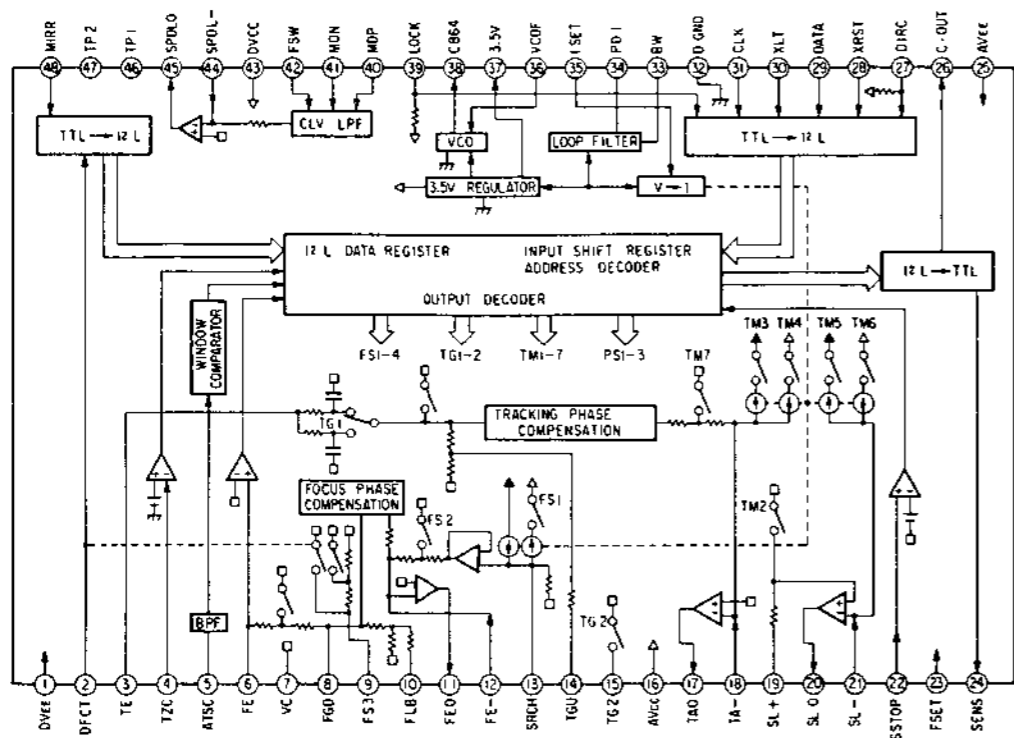 MIRR
TP2
TP1
SPDLO
SPDL-
DVCC
FSW
MON
MDP
LOCK
C864
3.5V
VCOF
ISET
PD1
BW
DGND
CLK
XLT
DATA
XRST
DIRC
C-OUT
AVEE
48 47 46 45 44 43 42 41 40 39 38 37 36 35 34 33 32 31 30 29 28 27 26 25
TTL → I2L
CLV LPF
VCO
LOOP FILTER
TTL → I2L
3.5V REGULATOR
V → I
I2L DATA REGISTER
INPUT SHIFT REGISTER
ADDRESS DECODER
OUTPUT DECODER
I2L → TTL
FS1-4
TG1-2
TM1-7
PS1-3
WINDOW
COMPARATOR
TM3
TM4
TM5
TM6
TM7
TG1
TRACKING PHASE
COMPENSATION
FOCUS PHASE
COMPENSATION
FS2
FS1
TM2
BPF
TG2
1 2 3 4 5 6 7 8 9 10 11 12 13 14 15 16 17 18 19 20 21 22 23 24
DVEE
DFCT
TE
TZC
ATSC
FE
VC
FGD
FS3
FLB
FEO
FE-
SRCH
TGU
TG2
AVCC
TAO
TA-
SL+
SLO
SL-
SSTOP
FSET
SENS